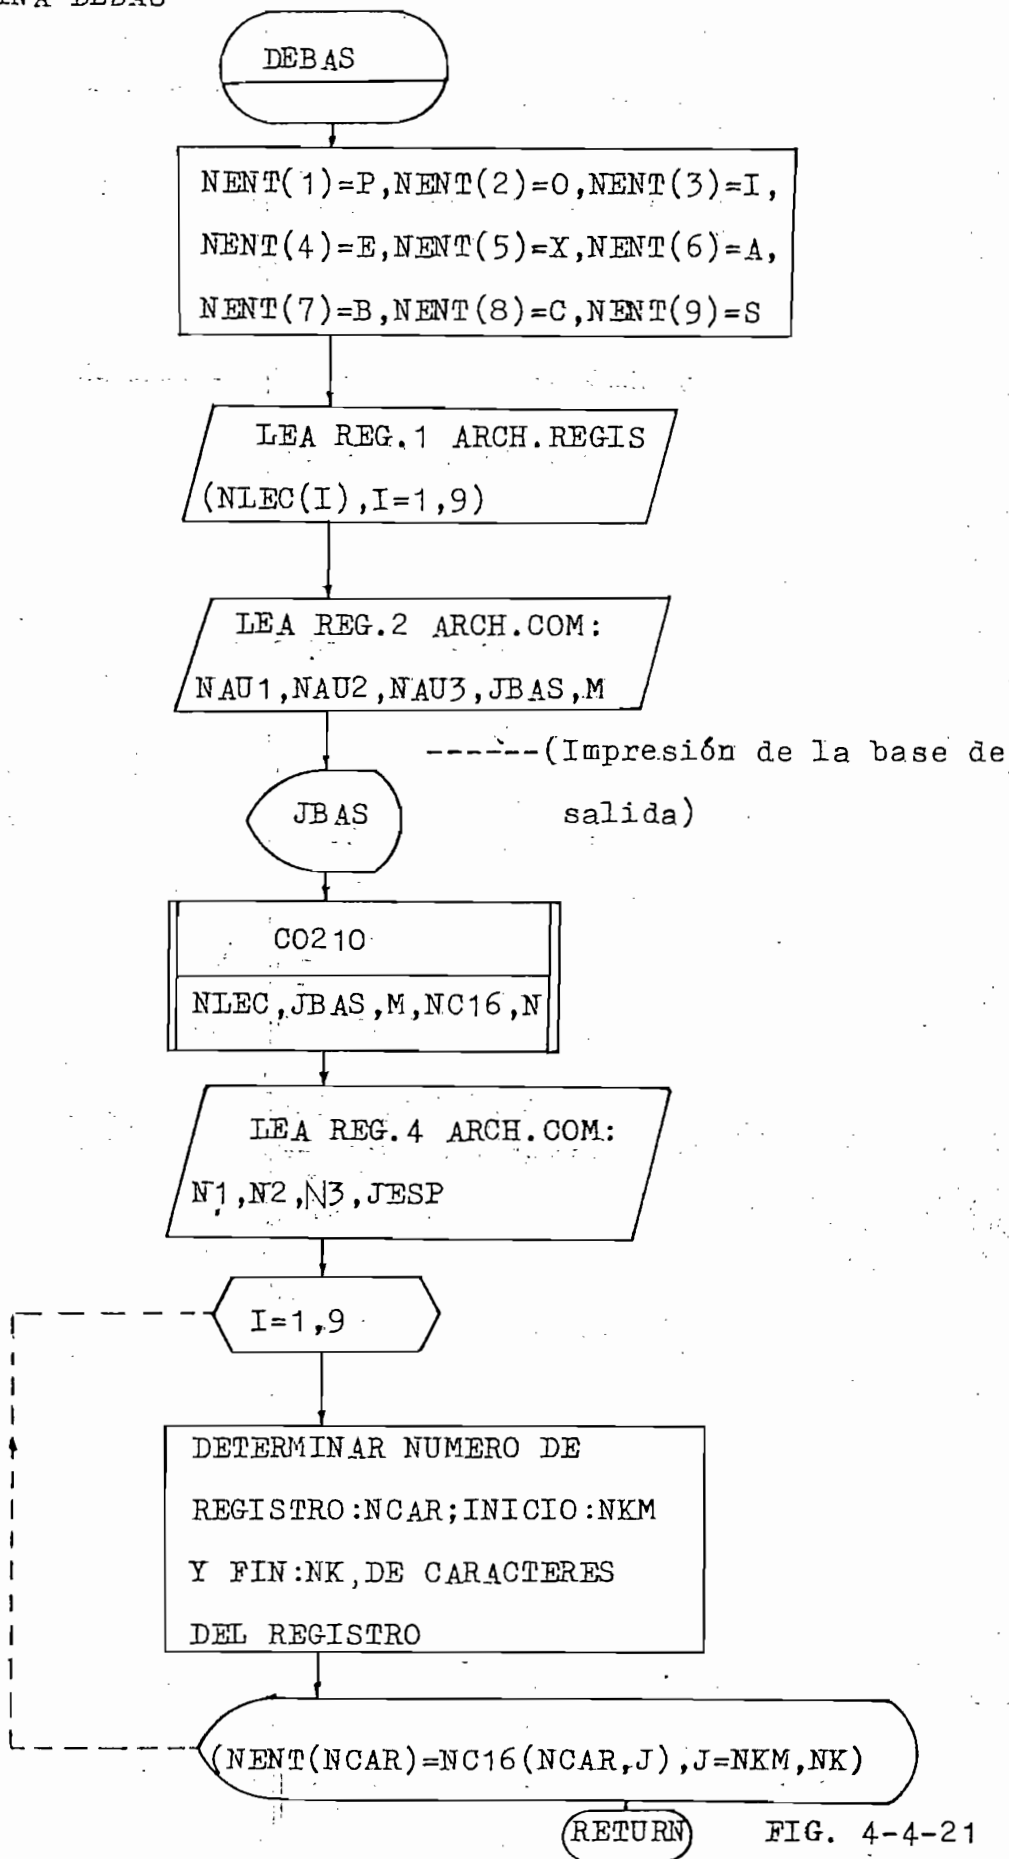 DEBAS
NENT(1)=P,NENT(2)=O,NENT(3)=I,
NENT(4)=E,NENT(5)=X,NENT(6)=A,
NENT(7)=B,NENT(8)=C,NENT(9)=S
LEA REG.1 ARCH.REGIS
(NLEC(I),I=1,9)
LEA REG.2 ARCH.COM:
NAU1,NAU2,NAU3,JBAS,M
------(Impresión de la base de
salida)
JBAS
CO210
NLEC,JBAS,M,NC16,N
LEA REG.4 ARCH.COM:
N1,N2,N3,JESP
I=1,9
DETERMINAR NUMERO DE
REGISTRO:NCAR;INICIO:NKM
Y FIN:NK,DE CARACTERES
DEL REGISTRO
(NENT(NCAR)=NC16(NCAR,J),J=NKM,NK)
RETURN
FIG. 4-4-21